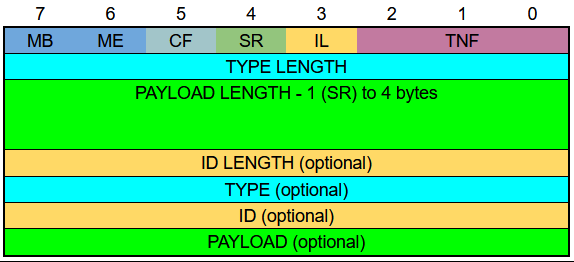 7 6 5 4 3 2 1 0
MB ME CF SR IL TNF
TYPE LENGTH
PAYLOAD LENGTH - 1 (SR) to 4 bytes
ID LENGTH (optional)
TYPE (optional)
ID (optional)
PAYLOAD (optional)